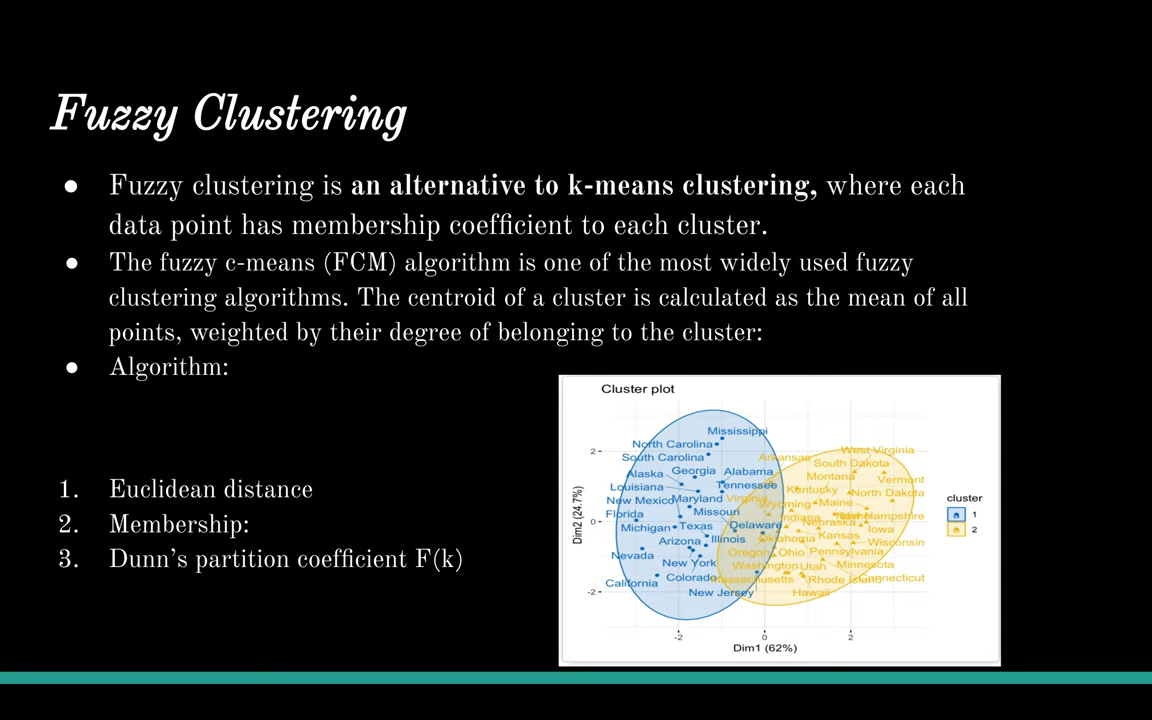 Fuzzy Clustering
● Fuzzy clustering is an alternative to k-means clustering, where each
data point has membership coefficient to each cluster.
● The fuzzy c-means (FCM) algorithm is one of the most widely used fuzzy
clustering algorithms. The centroid of a cluster is calculated as the mean of all
points, weighted by their degree of belonging to the cluster:
● Algorithm:
1. Euclidean distance
2. Membership:
3. Dunn's partition coefficient F(k)
Cluster plot
Mississippi
North Carolina
West Virginia
South Carolina
Arkansas
South Dakota
Alaska
Georgia
Alabama
Montana
Vermont
Louisiana
Tennessee
Kentucky
North Dakota
New Mexico
Maryland
Virginia
Wyoming
Maine
Florida
Missouri
Indiana
Hampshire
Michigan
Texas
Delaware
Nebraska
Iowa
Arizona
Illinois
Oklahoma
Kansas
Wisconsin
Nevada
Oregon
Ohio
Pennsylvania
New York
Washington
Utah
Minnesota
California
Colorado
Massachusetts
Rhode Island
Connecticut
New Jersey
Hawaii
2
0
-2
-2
0
2
Dim1 (62%)
Dim2 (24.7%)
cluster
1
2